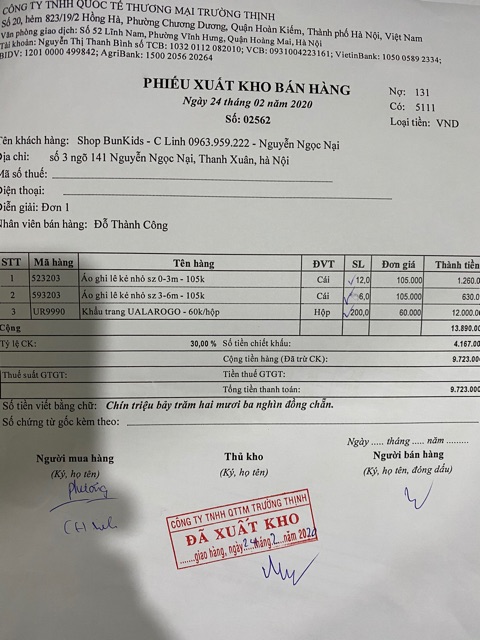 CÔNG TY TNHH QUỐC TẾ THƯƠNG MẠI TRƯỜNG THỊNH
Số 20, hẻm 823/19/2 Hồng Hà, Phường Chương Dương, Quận Hoàn Kiếm, Thành phố Hà Nội, Việt Nam
Văn phòng giao dịch: Số 52 Lĩnh Nam, Phường Vĩnh Hưng, Quận Hoàng Mai, Hà Nội
Tài khoản: Nguyễn Thị Thanh Bình số TCB: 1032 0112 082010; VCB: 0931004223161; VietinBank: 1050 0589 2334;
BIDV: 1201 0000 499842; AgriBank: 1500 2056 20264
PHIẾU XUẤT KHO BÁN HÀNG
Nợ: 131
Ngày 24 tháng 02 năm 2020
Có: 5111
Số: 02562
Loại tiền: VND
Tên khách hàng: Shop BunKids - C Linh 0963.959.222 - Nguyễn Ngọc Nại
Địa chỉ: số 3 ngõ 141 Nguyễn Ngọc Nại, Thanh Xuân, hà Nội
Mã số thuế:
Điện thoại:
Diễn giải: Đơn 1
Nhân viên bán hàng: Đỗ Thành Công
STT Mã hàng Tên hàng ĐVT SL Đơn giá Thành tiền
1 523203 Áo ghi lê kẻ nhỏ sz 0-3m - 105k Cái 12,0 105.000 1.260.0
2 593203 Áo ghi lê kẻ nhỏ sz 3-6m - 105k Cái 6,0 105.000 630.0
3 UR9990 Khẩu trang UALAROGO - 60k/hộp Hộp 200,0 60.000 12.000.0
Cộng 13.890.00
Tỷ lệ CK: 30,00 % Số tiền chiết khấu: 4.167.00
Cộng tiền hàng (Đã trừ CK): 9.723.00
Thuế suất GTGT: Tiền thuế GTGT:
Tổng tiền thanh toán: 9.723.000
Số tiền viết bằng chữ: Chín triệu bảy trăm hai mươi ba nghìn đồng chẵn.
Số chứng từ gốc kèm theo:
Ngày ..... tháng ..... năm ..........
Người mua hàng Thủ kho Người bán hàng
(Ký, họ tên) (Ký, họ tên) (Ký, họ tên, đóng dấu)
Phương
CÔNG TY TNHH QTTM TRƯỜNG THỊNH
ĐÃ XUẤT KHO
....giao hàng, ngày 24 tháng 2 năm 2020